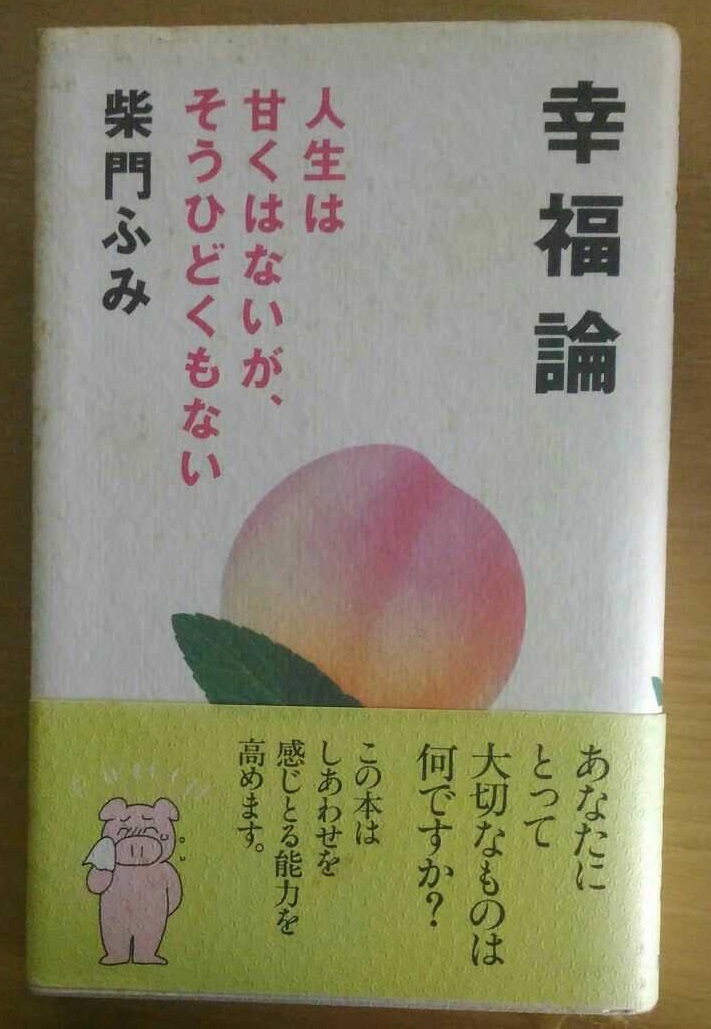 幸福論
人生は
甘くはないが、
そうひどくもない
柴門ふみ
あなたに
とって
大切なものは
何ですか？
この本は
しあわせを
感じとる能力を
高めます。